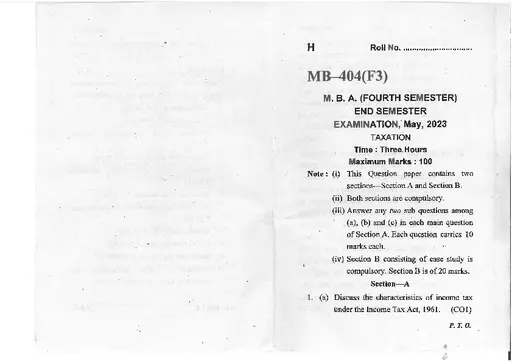 H Roll No. ..............................
MB–404(F3)
M. B. A. (FOURTH SEMESTER)
END SEMESTER
EXAMINATION, May, 2023
TAXATION
Time : Three Hours
Maximum Marks : 100
Note : (i) This Question paper contains two
sections—Section A and Section B.
(ii) Both sections are compulsory.
(iii) Answer any two sub questions among
(a), (b) and (c) in each main question
of Section A. Each question carries 10
marks each.
(iv) Section B consisting of case study is
compulsory. Section B is of 20 marks.
Section—A
1. (a) Discuss the characteristics of income tax
under the Income Tax Act, 1961. (CO1)
P. T. O.